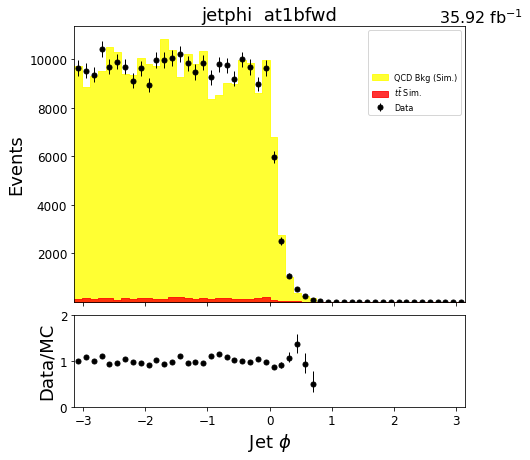 jetphi at1bfwd
35.92 fb⁻¹
Events
10000
8000
6000
4000
2000
QCD Bkg (Sim.)
tt̄ Sim.
Data
Data/MC
2
1
0
−3 −2 −1 0 1 2 3
Jet ϕ